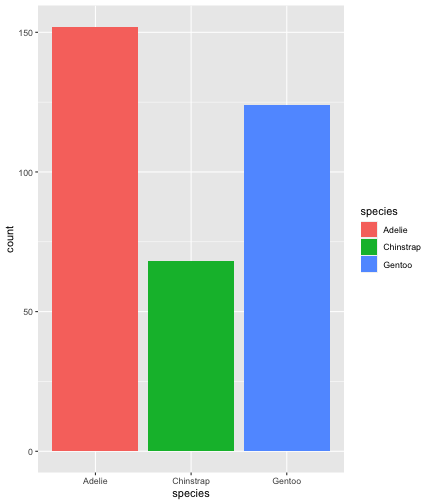 150
100
50
0
count
Adelie
Chinstrap
Gentoo
species
species
Adelie
Chinstrap
Gentoo